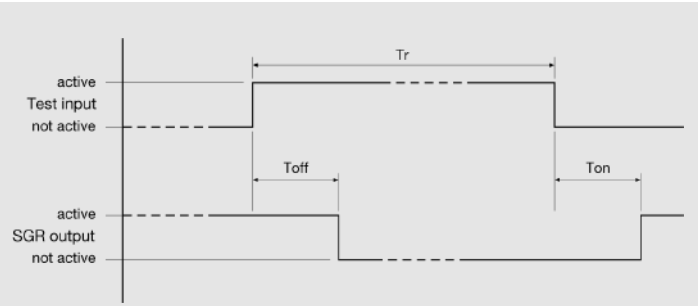 Tr
active
Test input
not active
Toff
Ton
active
SGR output
not active